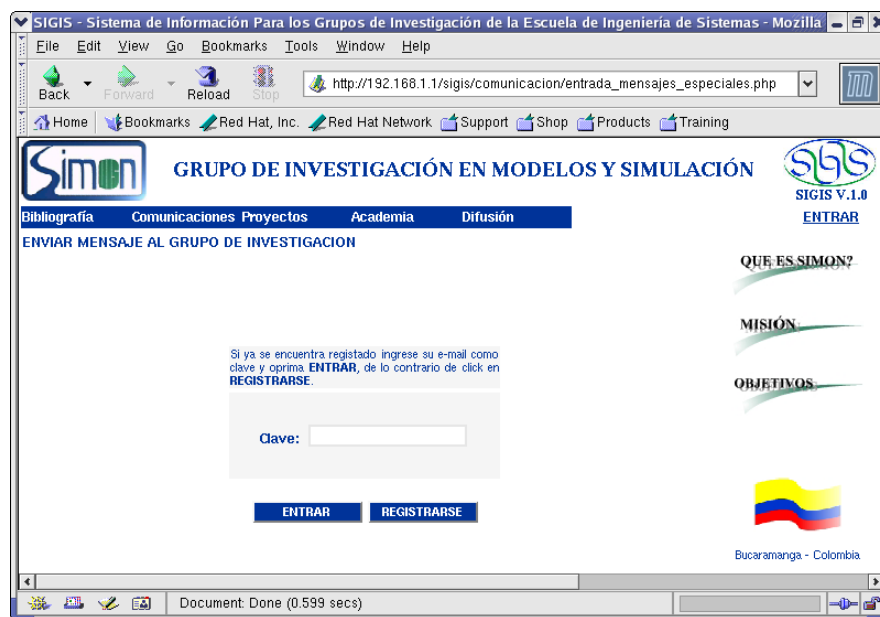 SIGIS - Sistema de Información Para los Grupos de Investigación de la Escuela de Ingeniería de Sistemas - Mozilla
File Edit View Go Bookmarks Tools Window Help
Back Forward Reload Stop http://192.168.1.1/sigis/comunicacion/entrada_mensajes_especiales.php
Home Bookmarks Red Hat, Inc. Red Hat Network Support Shop Products Training
Simon GRUPO DE INVESTIGACIÓN EN MODELOS Y SIMULACIÓN SIGIS
SIGIS V.1.0
Bibliografía Comunicaciones Proyectos Academia Difusión ENTRAR
ENVIAR MENSAJE AL GRUPO DE INVESTIGACION
QUE ES SIMON?
MISIÓN
Si ya se encuentra registado ingrese su e-mail como
clave y oprima ENTRAR, de lo contrario de click en
REGISTRARSE.
OBJETIVOS
Clave:
ENTRAR REGISTRARSE
Bucaramanga - Colombia
Document: Done (0.599 secs)